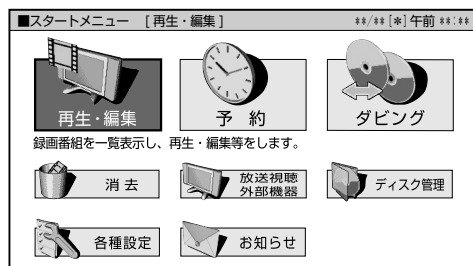 ■スタートメニュー [再生・編集] **/** [*] 午前 **:**
再生・編集
予 約
ダビング
録画番組を一覧表示し、再生・編集等をします。
消 去
放送視聴
外部機器
ディスク管理
各種設定
お知らせ